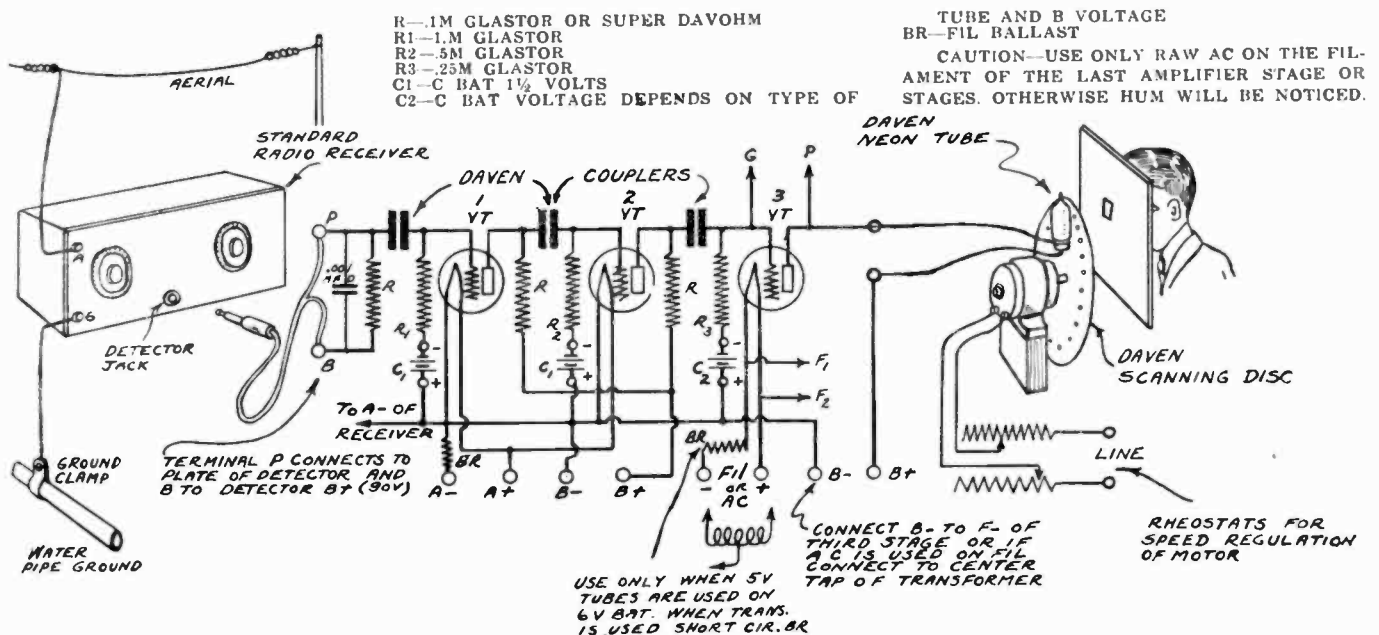 R—.1M GLASTOR OR SUPER DAVOHM
R1—1.M GLASTOR
R2—.5M GLASTOR
R3—.25M GLASTOR
C1—C BAT 1½ VOLTS
C2—C BAT VOLTAGE DEPENDS ON TYPE OF
TUBE AND B VOLTAGE
BR—FIL BALLAST
CAUTION—USE ONLY RAW AC ON THE FIL-
AMENT OF THE LAST AMPLIFIER STAGE OR
STAGES. OTHERWISE HUM WILL BE NOTICED.
AERIAL
STANDARD
RADIO RECEIVER
A
G
DETECTOR
JACK
GROUND
CLAMP
WATER
PIPE GROUND
P
.001
B
TERMINAL P CONNECTS TO
PLATE OF DETECTOR AND
B TO DETECTOR B+ (90V)
DAVEN
COUPLERS
1
VT
2
VT
3
VT
G
P
R
R1
C1
-
+
R
R2
C1
-
+
R
R3
C2
-
+
F1
F2
TO A- OF
RECEIVER
BR
A-
A+
B-
B+
BR
Fil
OR
AC
-
+
B-
B+
USE ONLY WHEN 5V
TUBES ARE USED ON
6V BAT. WHEN TRANS.
IS USED SHORT CIR. BR
CONNECT B- TO F- OF
THIRD STAGE OR IF
AC IS USED ON FIL
CONNECT TO CENTER
TAP OF TRANSFORMER
DAVEN
NEON TUBE
DAVEN
SCANNING DISC
LINE
RHEOSTATS FOR
SPEED REGULATION
OF MOTOR